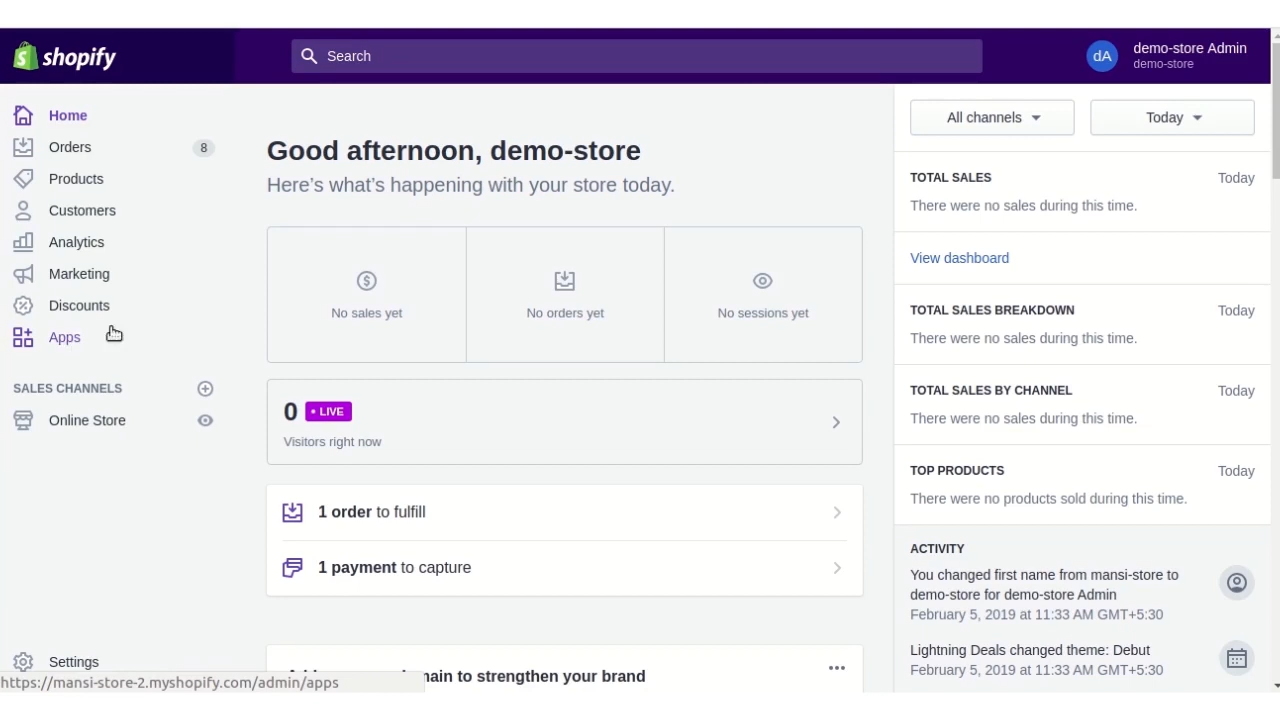 shopify
Search
dA
demo-store Admin
demo-store
Home
Orders
8
Products
Customers
Analytics
Marketing
Discounts
Apps
SALES CHANNELS
Online Store
Settings
https://mansi-store-2.myshopify.com/admin/apps
Good afternoon, demo-store
Here's what's happening with your store today.
No sales yet
No orders yet
No sessions yet
0 • LIVE
Visitors right now
1 order to fulfill
1 payment to capture
to strengthen your brand
All channels
Today
TOTAL SALES Today
There were no sales during this time.
View dashboard
TOTAL SALES BREAKDOWN Today
There were no sales during this time.
TOTAL SALES BY CHANNEL Today
There were no sales during this time.
TOP PRODUCTS Today
There were no products sold during this time.
ACTIVITY
You changed first name from mansi-store to
demo-store for demo-store Admin
February 5, 2019 at 11:33 AM GMT+5:30
Lightning Deals changed theme: Debut
February 5, 2019 at 11:33 AM GMT+5:30